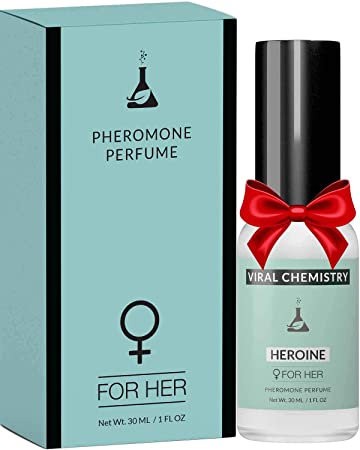 PHEROMONE
PERFUME
FOR HER
Net Wt. 30 ML / 1 FL OZ
VIRAL CHEMISTRY
HEROINE
♀ FOR HER
PHEROMONE PERFUME
Net Wt. 30 ML / 1 FL OZ